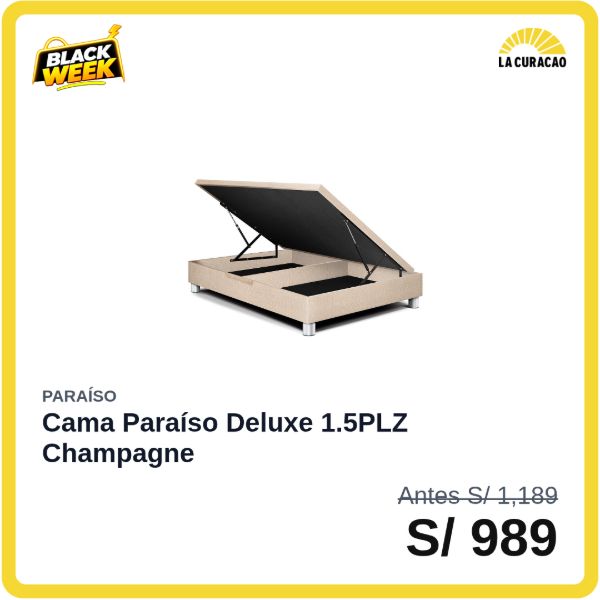 BLACK
WEEK
LA CURACAO
PARAÍSO
Cama Paraíso Deluxe 1.5PLZ
Champagne
Antes S/ 1,189
S/ 989